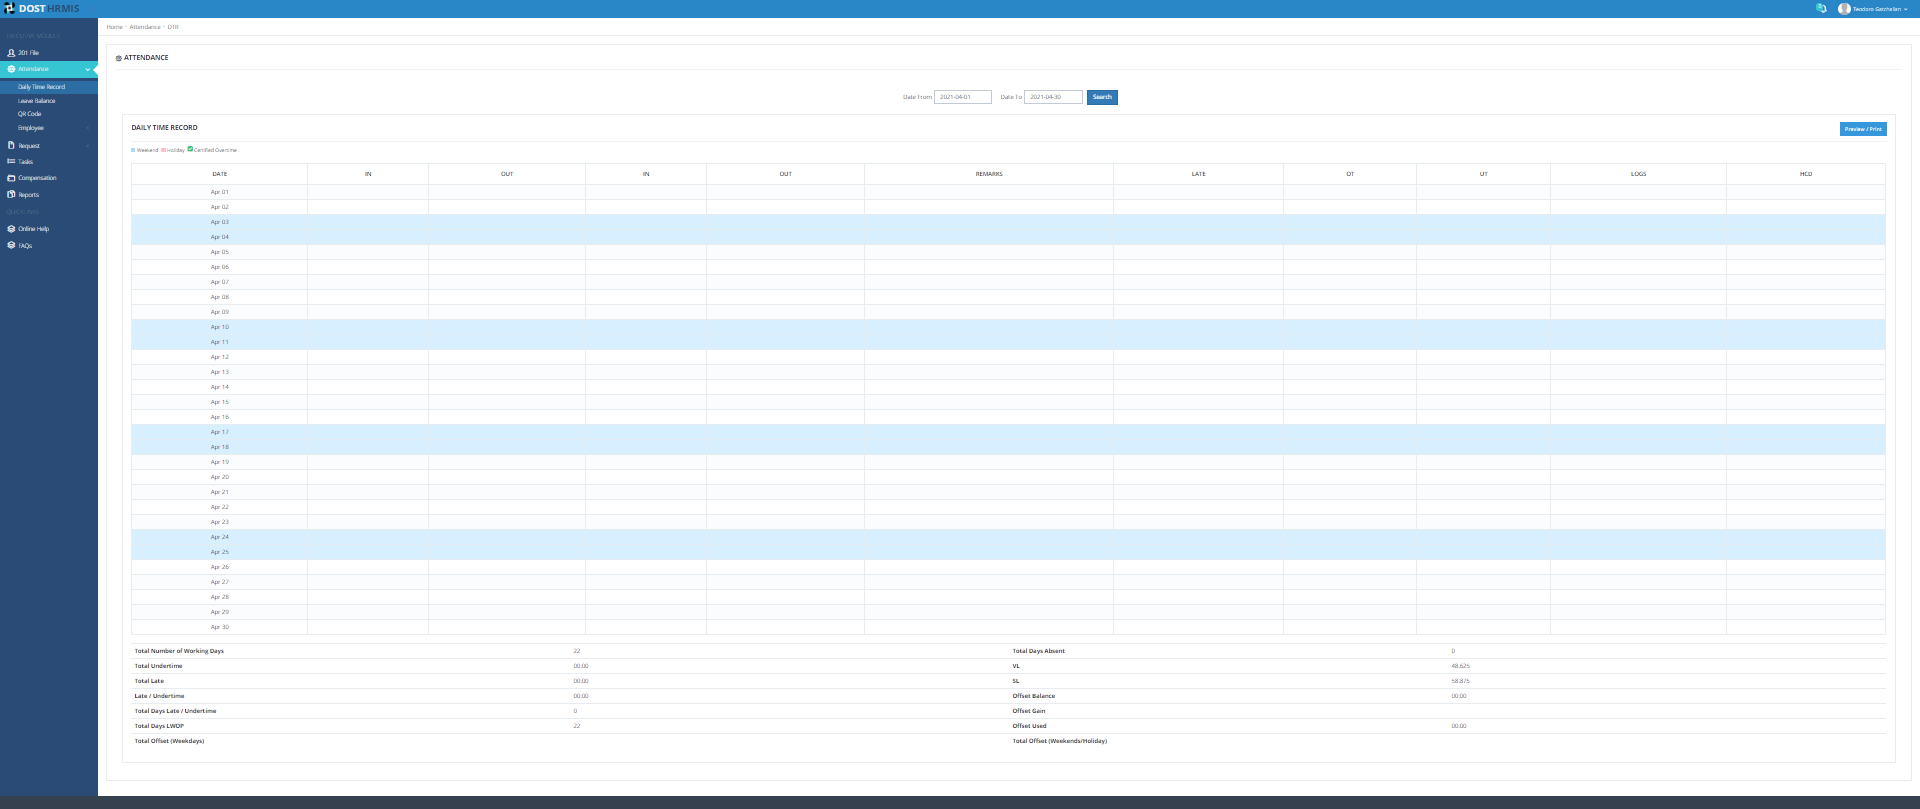 DOST HRMIS
Teodoro Gatchalian
EXECUTIVE MODULE
201 File
Attendance
Daily Time Record
Leave Balance
QR Code
Employee
Request
Tasks
Compensation
Reports
QUICKLINKS
Online Help
FAQs
Home Attendance DTR
ATTENDANCE
Date From 2021-04-01 Date To 2021-04-30 Search
DAILY TIME RECORD
Preview / Print
Weekend Holiday Certified Overtime
DATE IN OUT IN OUT REMARKS LATE OT UT LOGS HCD
Apr 01
Apr 02
Apr 03
Apr 04
Apr 05
Apr 06
Apr 07
Apr 08
Apr 09
Apr 10
Apr 11
Apr 12
Apr 13
Apr 14
Apr 15
Apr 16
Apr 17
Apr 18
Apr 19
Apr 20
Apr 21
Apr 22
Apr 23
Apr 24
Apr 25
Apr 26
Apr 27
Apr 28
Apr 29
Apr 30
Total Number of Working Days 22 Total Days Absent 0
Total Undertime 00:00 VL 48.625
Total Late 00:00 SL 58.875
Late / Undertime 00:00 Offset Balance 00:00
Total Days Late / Undertime 0 Offset Gain
Total Days LWOP 22 Offset Used 00:00
Total Offset (Weekdays) Total Offset (Weekends/Holiday)